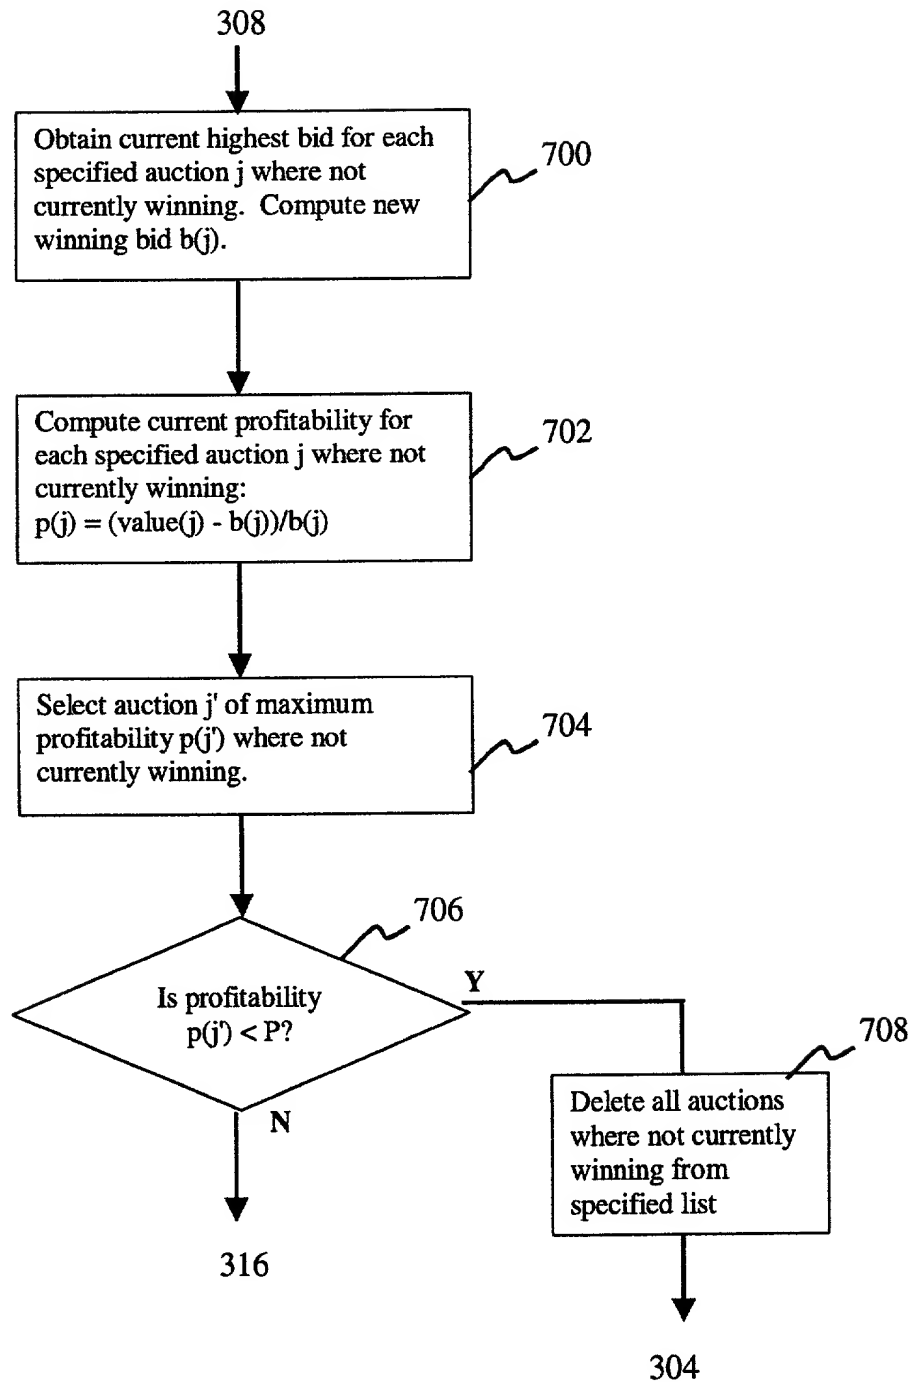 308
Obtain current highest bid for each
specified auction j where not
currently winning. Compute new
winning bid b(j).
700
Compute current profitability for
each specified auction j where not
currently winning:
p(j) = (value(j) - b(j))/b(j)
702
Select auction j' of maximum
profitability p(j') where not
currently winning.
704
706
Is profitability
p(j') < P?
Y
N
708
Delete all auctions
where not currently
winning from
specified list
316
304